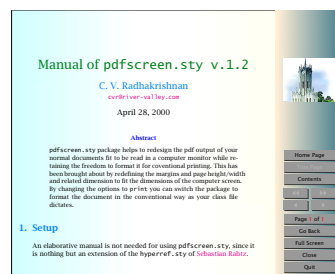 Manual of pdfscreen.sty v.1.2
C. V. Radhakrishnan
cvr@river-valley.com
April 28, 2000
Abstract
pdfscreen.sty package helps to redesign the pdf output of your
normal documents fit to be read in a computer monitor while re-
taining the freedom to format it for coventional printing. This has
been brought about by redefining the margins and page height/width
and related dimension to fit the dimensions of the computer screen.
By changing the options to print you can switch the package to
format the document in the conventional way as your class file
dictates.
1. Setup
An elaborative manual is not needed for using pdfscreen.sty, since it
is nothing but an extension of the hyperref.sty of Sebastian Rahtz.
Home Page
Contents
Page 1 of 1
Go Back
Full Screen
Close
Quit